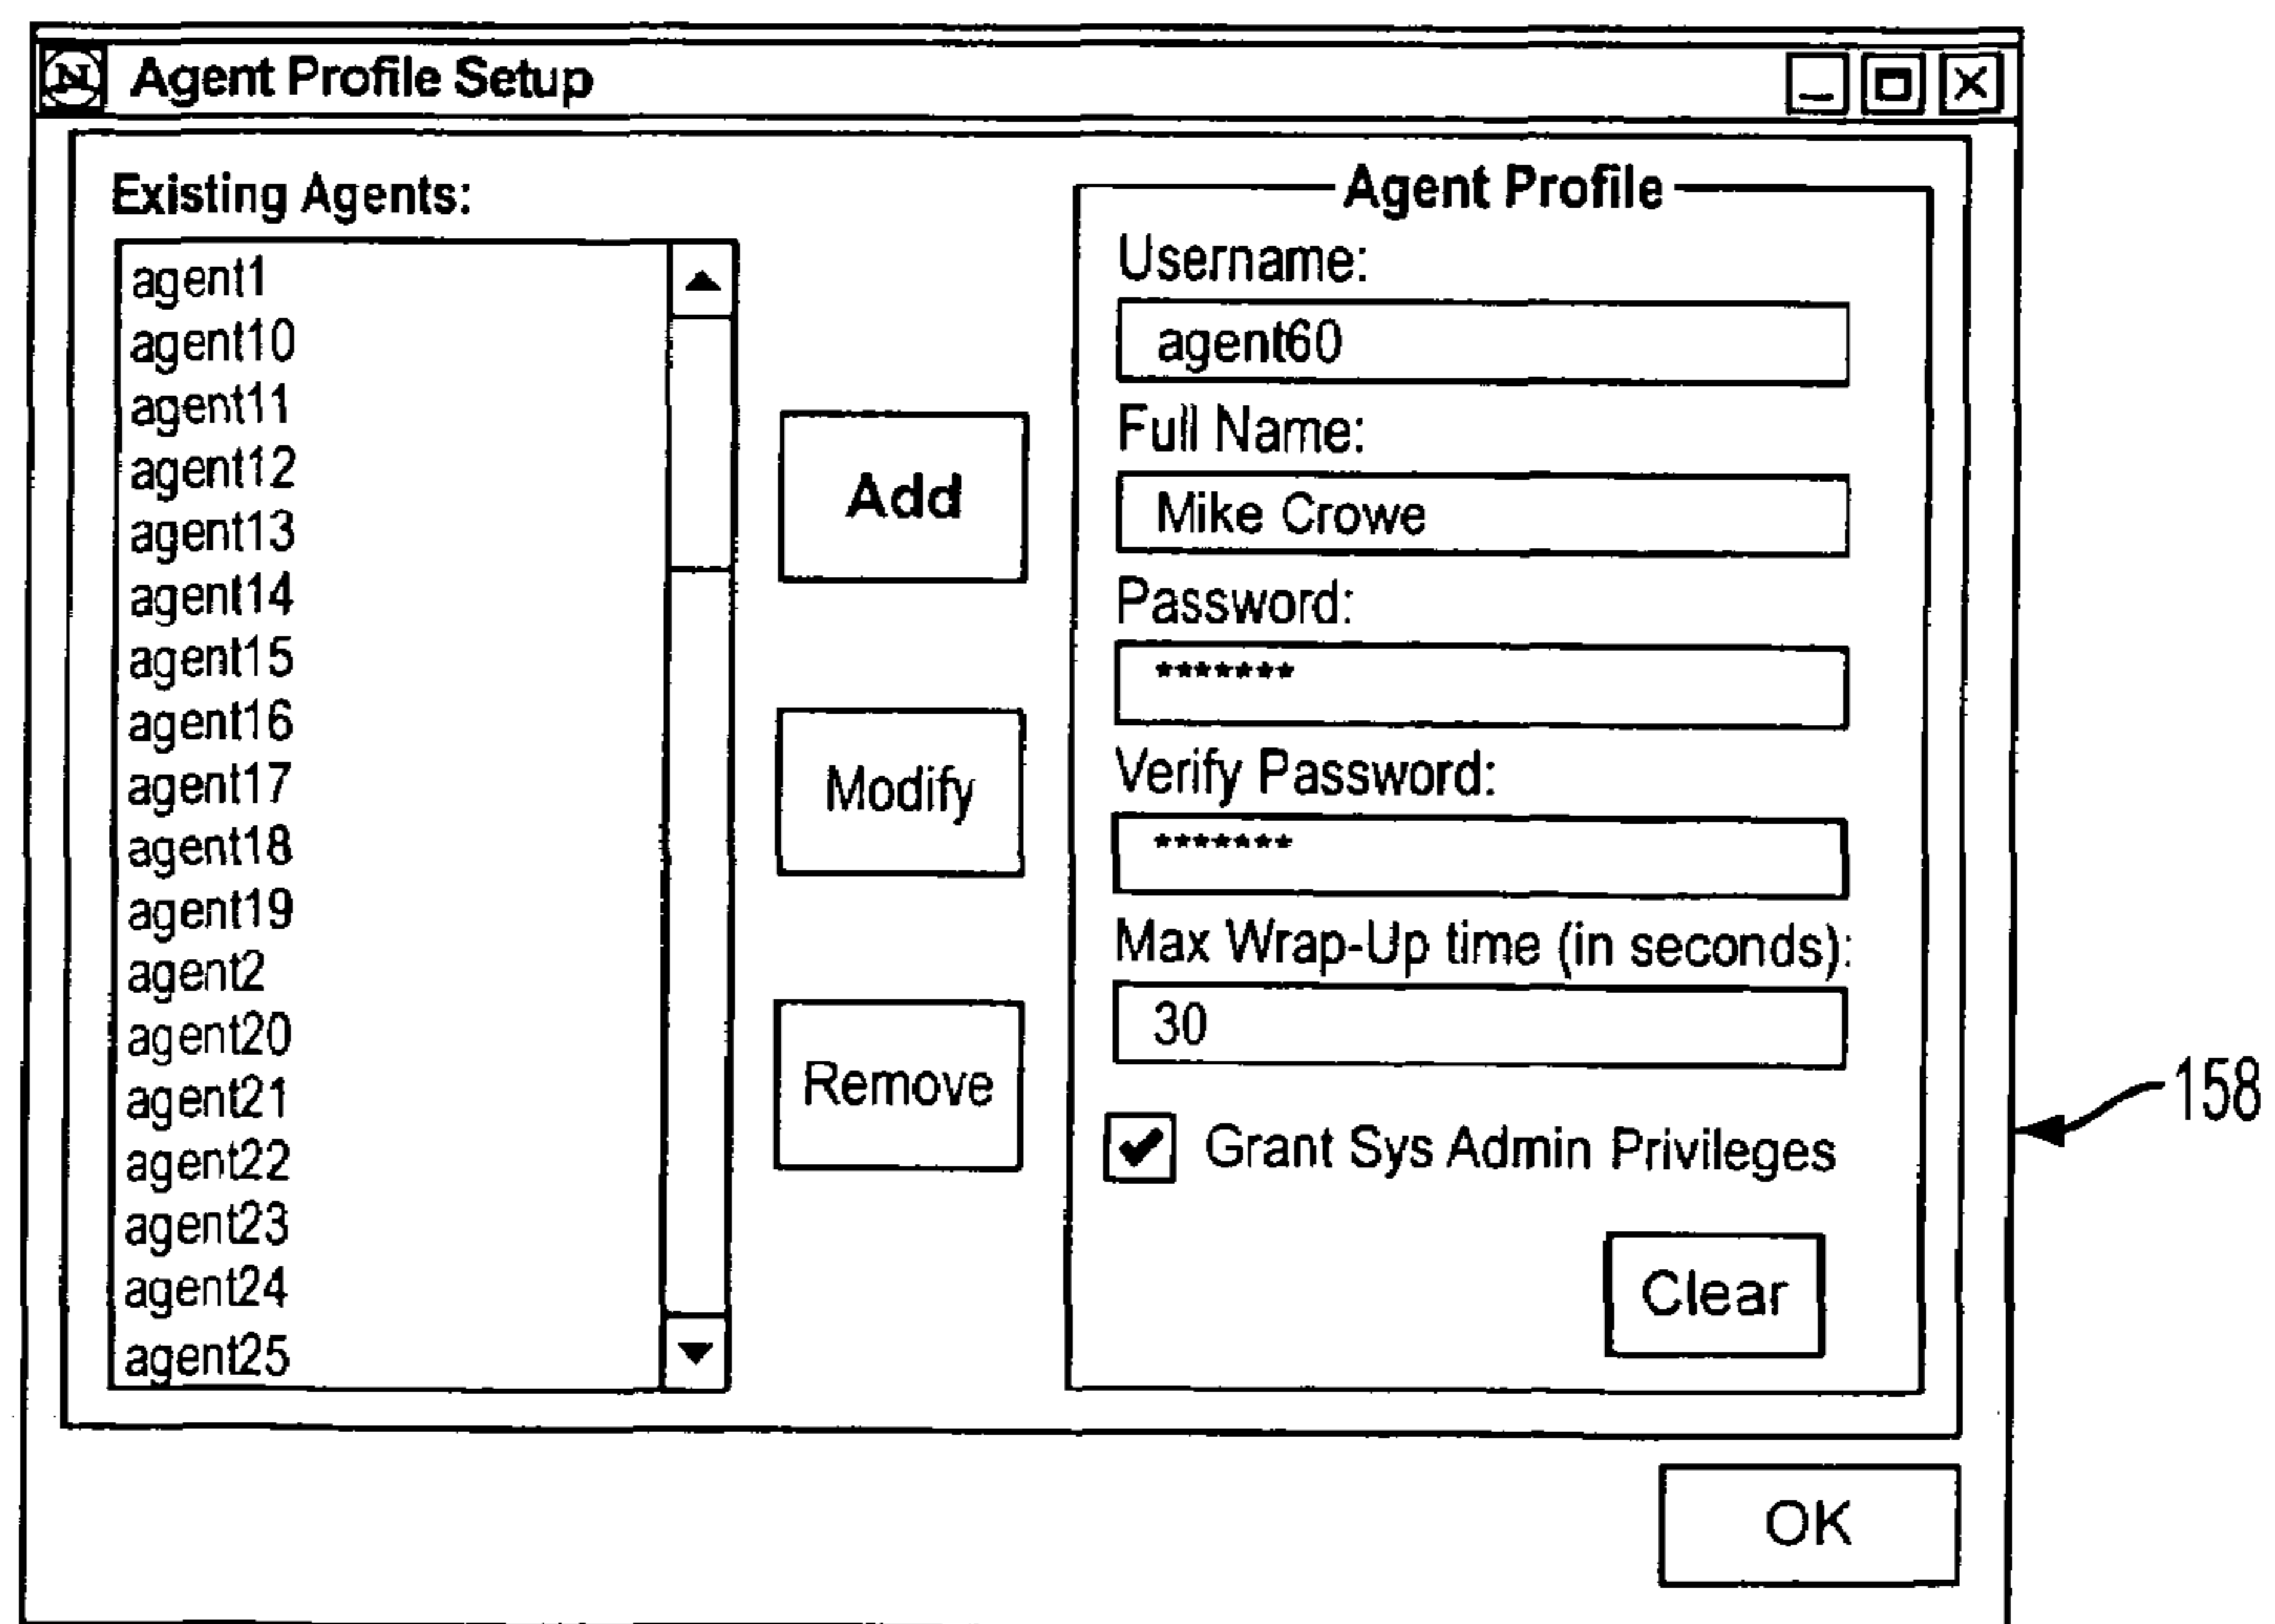 Agent Profile Setup
Existing Agents:
agent1
agent10
agent11
agent12
agent13
agent14
agent15
agent16
agent17
agent18
agent19
agent2
agent20
agent21
agent22
agent23
agent24
agent25
Add
Modify
Remove
Agent Profile
Username:
agent60
Full Name:
Mike Crowe
Password:
*******
Verify Password:
*******
Max Wrap-Up time (in seconds):
30
Grant Sys Admin Privileges
Clear
OK
158